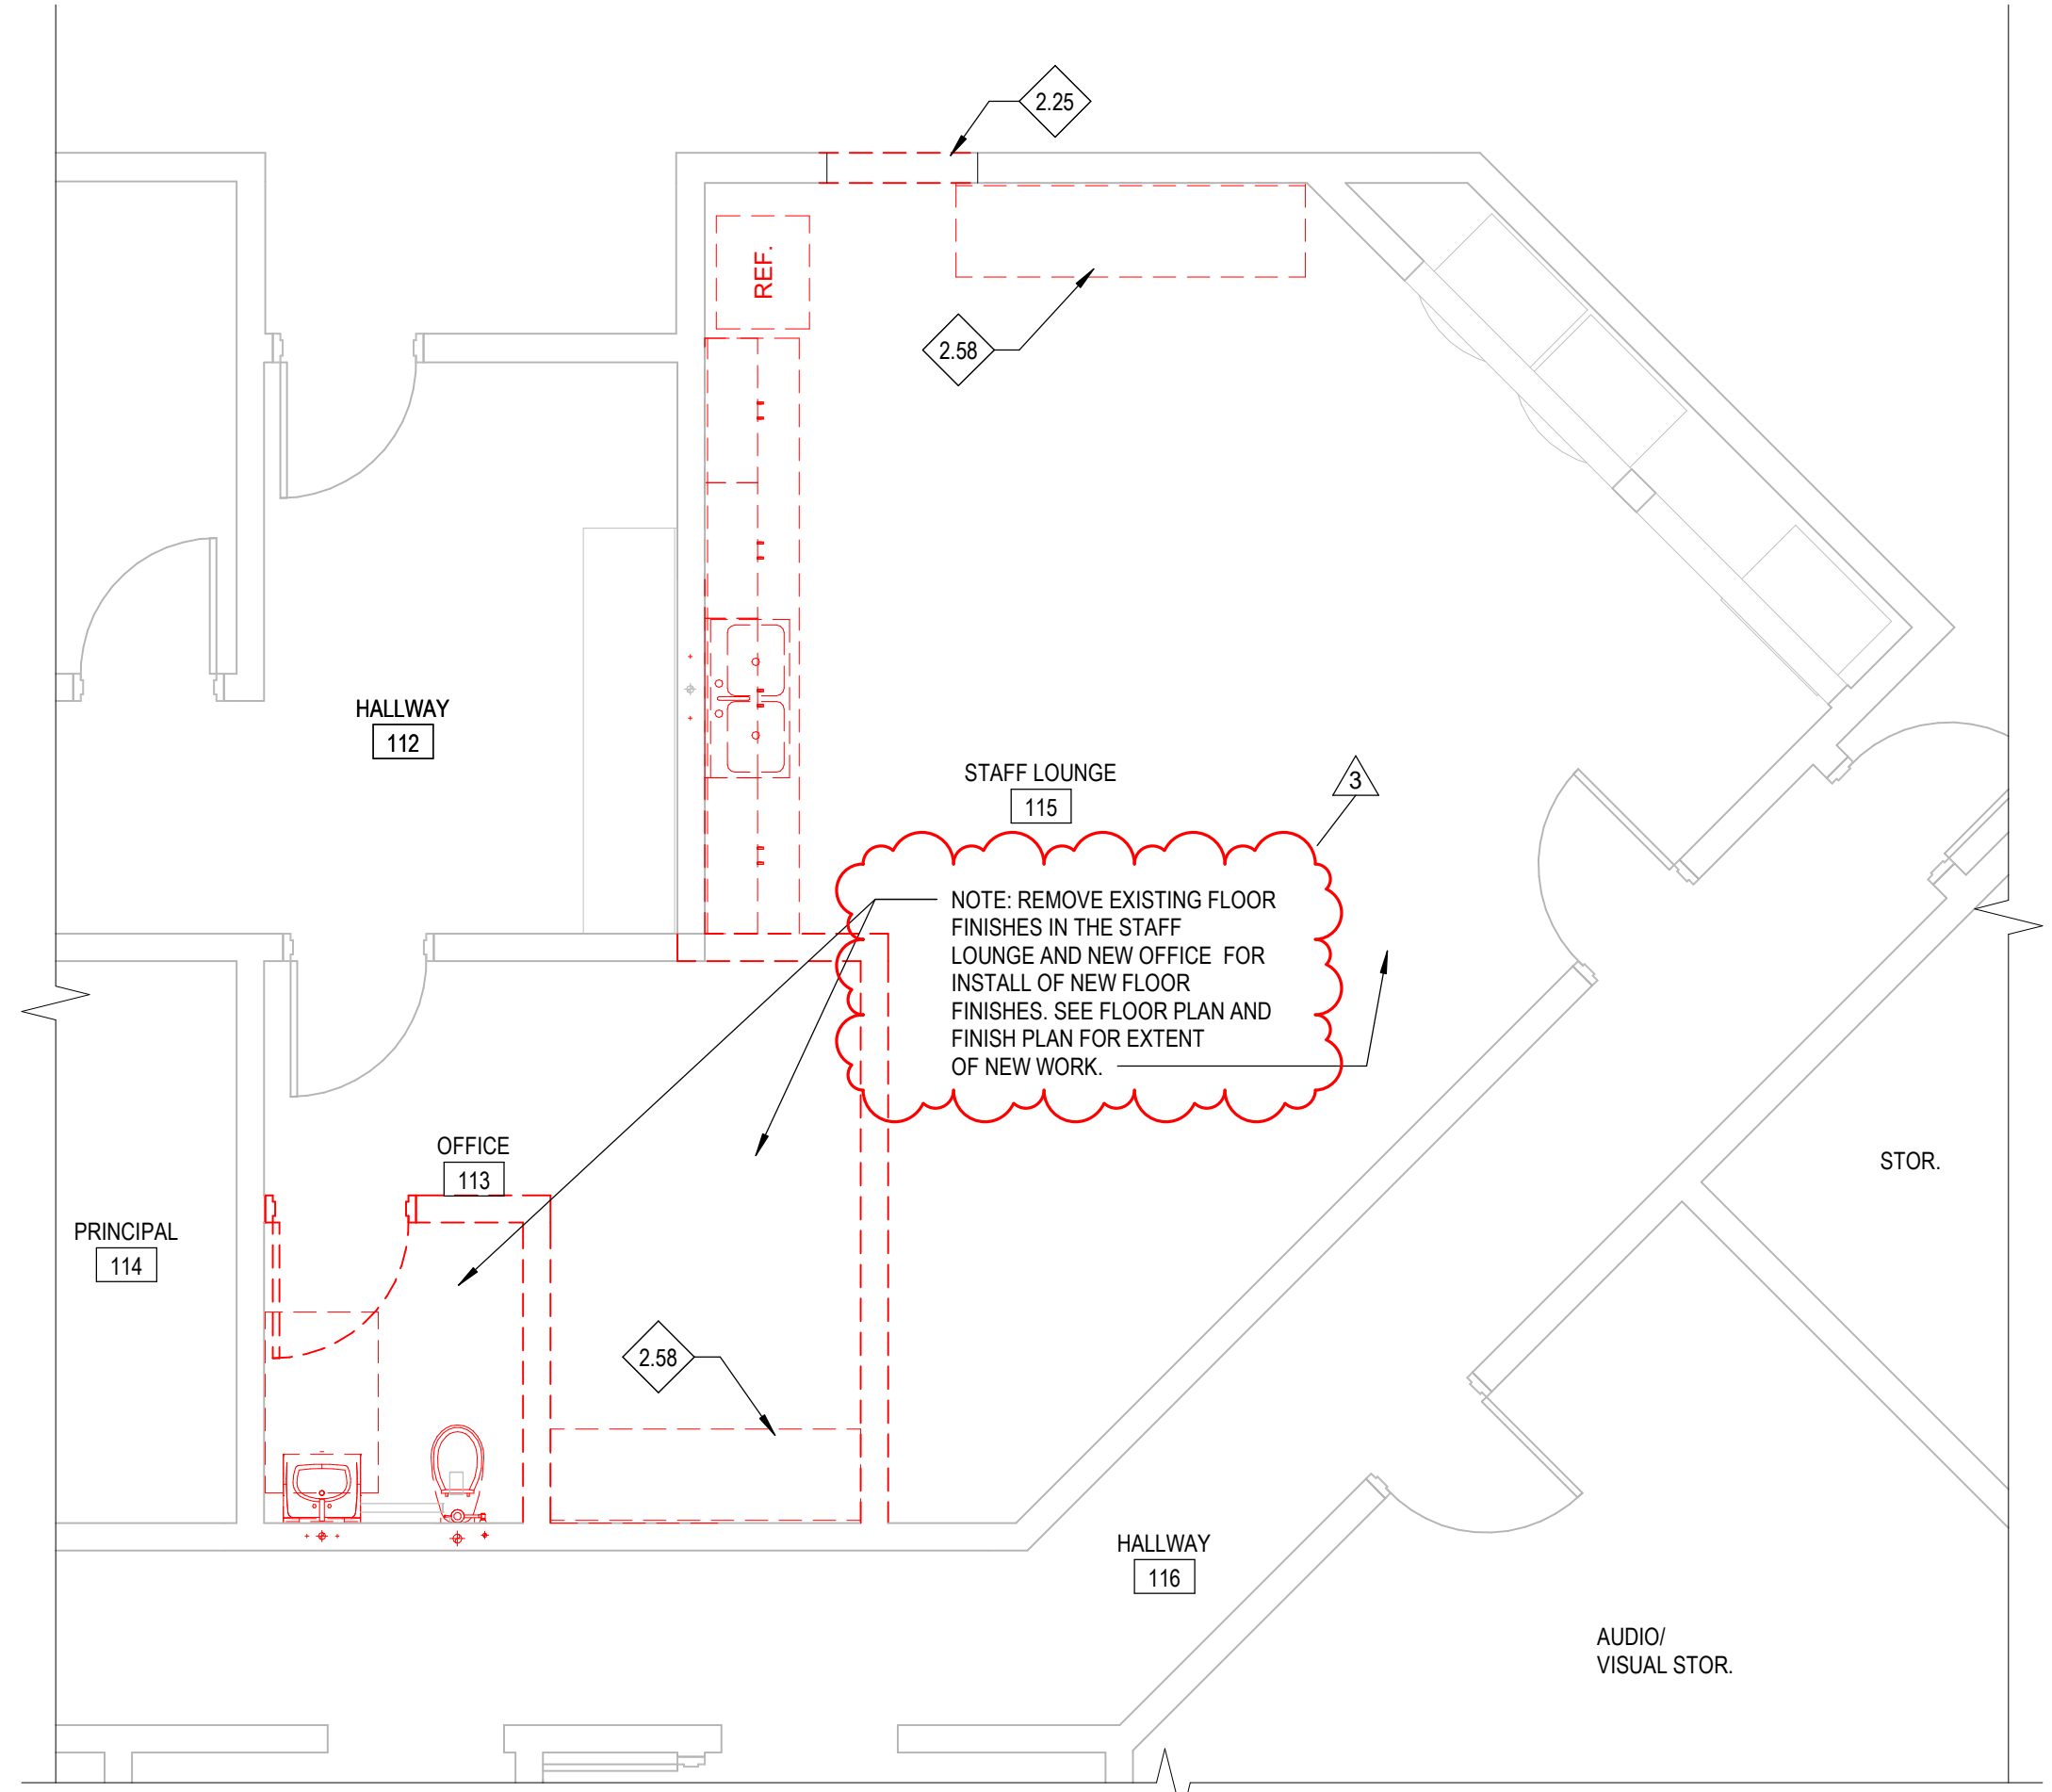 2.25
REF.
2.58
HALLWAY
112
STAFF LOUNGE
115
3
NOTE: REMOVE EXISTING FLOOR
FINISHES IN THE STAFF
LOUNGE AND NEW OFFICE FOR
INSTALL OF NEW FLOOR
FINISHES. SEE FLOOR PLAN AND
FINISH PLAN FOR EXTENT
OF NEW WORK.
OFFICE
113
STOR.
PRINCIPAL
114
2.58
HALLWAY
116
AUDIO/
VISUAL STOR.